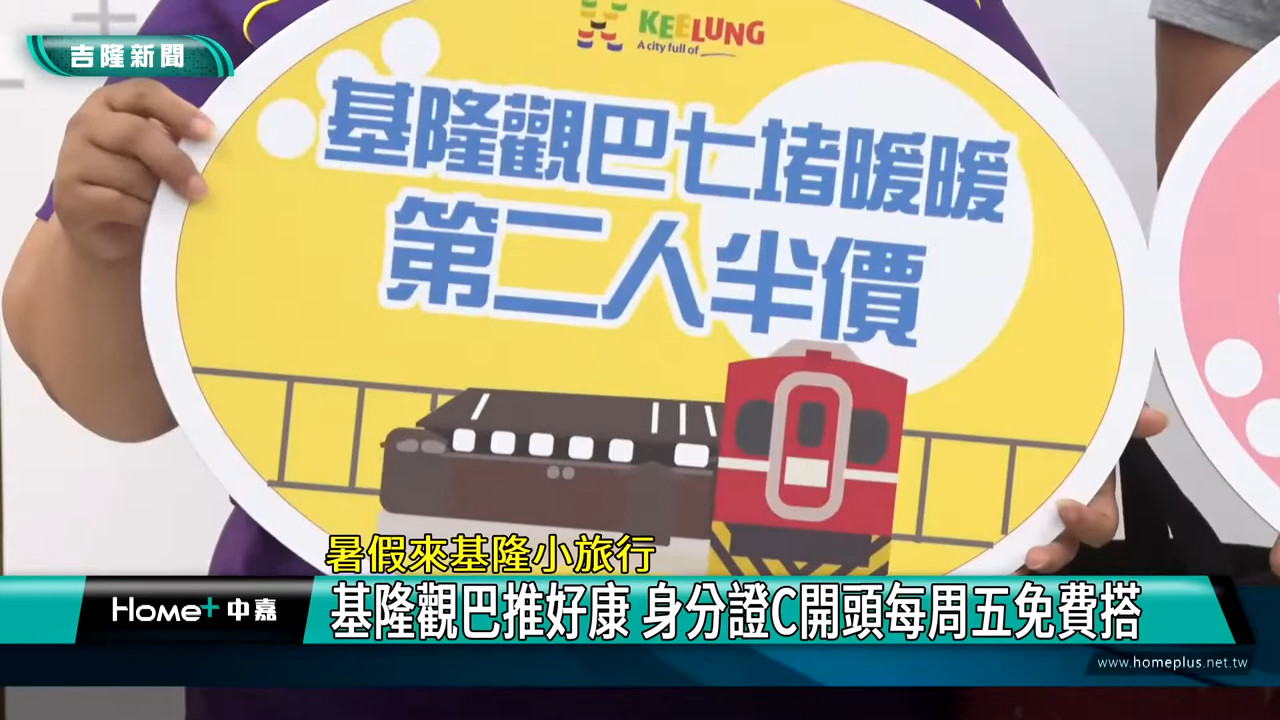 吉隆新聞
KEELUNG
A city full of
基隆觀巴七堵暖暖
第二人半價
暑假來基隆小旅行
Home+中嘉
基隆觀巴推好康 身分證C開頭每周五免費搭
www.homeplus.net.tw